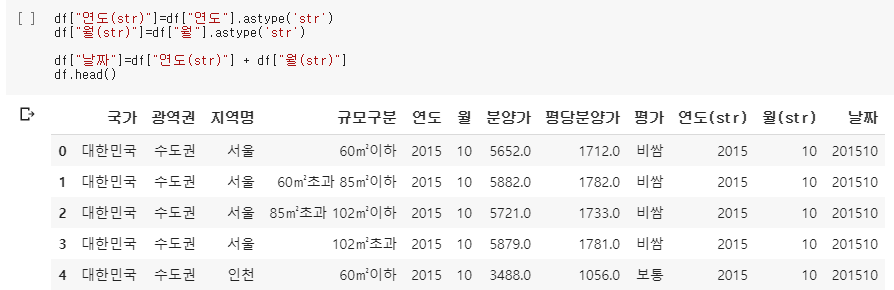 [ ] df["연도(str)"]=df["연도"].astype('str')
df["월(str)"]=df["월"].astype('str')
df["날짜"]=df["연도(str)"] + df["월(str)"]
df.head()
국가 광역권 지역명 규모구분 연도 월 분양가 평당분양가 평가 연도(str) 월(str) 날짜
0 대한민국 수도권 서울 60㎡이하 2015 10 5652.0 1712.0 비쌈 2015 10 201510
1 대한민국 수도권 서울 60㎡초과 85㎡이하 2015 10 5882.0 1782.0 비쌈 2015 10 201510
2 대한민국 수도권 서울 85㎡초과 102㎡이하 2015 10 5721.0 1733.0 비쌈 2015 10 201510
3 대한민국 수도권 서울 102㎡초과 2015 10 5879.0 1781.0 비쌈 2015 10 201510
4 대한민국 수도권 인천 60㎡이하 2015 10 3488.0 1056.0 보통 2015 10 201510